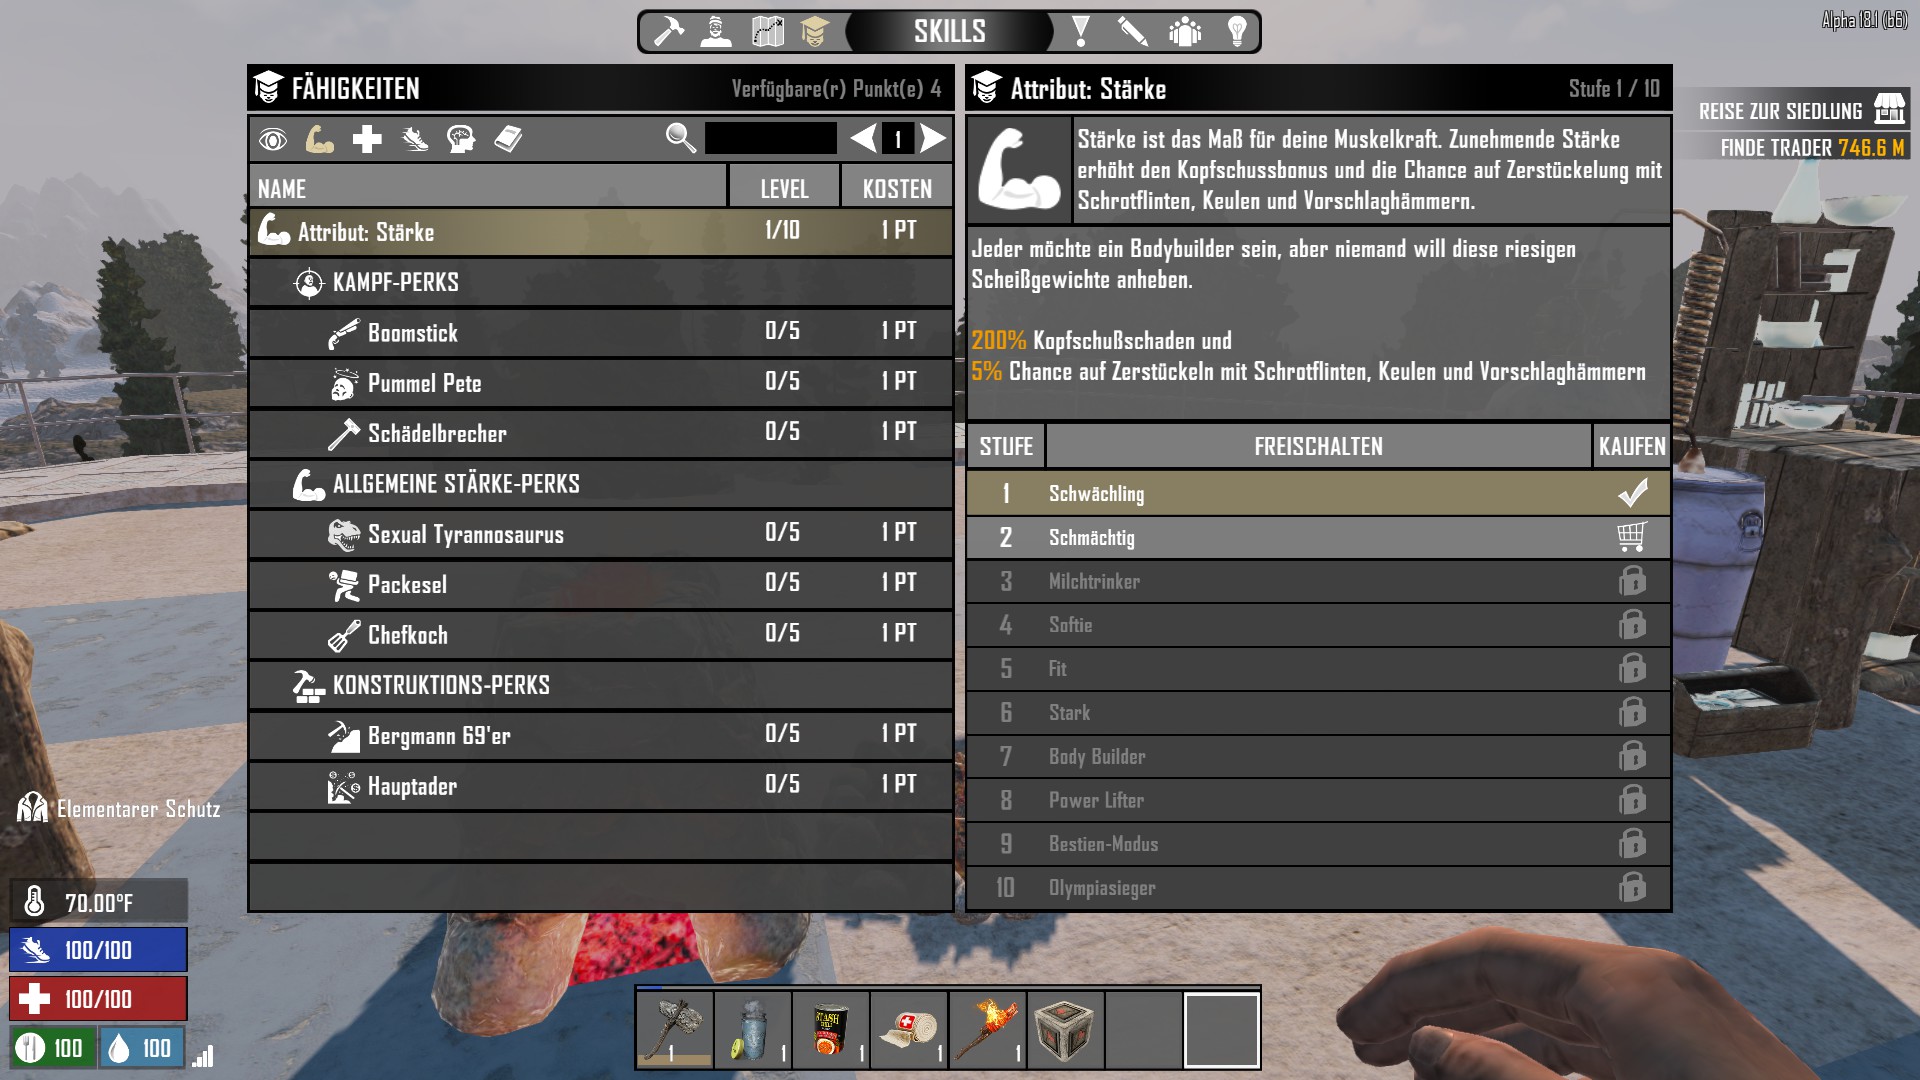 SKILLS
Alpha 18.1 (b6)
FÄHIGKEITEN
Verfügbare(r) Punkt(e) 4
1
NAME
LEVEL
KOSTEN
Attribut: Stärke
1/10
1 PT
KAMPF-PERKS
Boomstick
0/5
1 PT
Pummel Pete
0/5
1 PT
Schädelbrecher
0/5
1 PT
ALLGEMEINE STÄRKE-PERKS
Sexual Tyrannosaurus
0/5
1 PT
Packesel
0/5
1 PT
Chefkoch
0/5
1 PT
KONSTRUKTIONS-PERKS
Bergmann 69'er
0/5
1 PT
Hauptader
0/5
1 PT
Attribut: Stärke
Stufe 1 / 10
Stärke ist das Maß für deine Muskelkraft. Zunehmende Stärke
erhöht den Kopfschussbonus und die Chance auf Zerstückelung mit
Schrotflinten, Keulen und Vorschlaghämmern.
Jeder möchte ein Bodybuilder sein, aber niemand will diese riesigen
Scheißgewichte anheben.
200% Kopfschußschaden und
5% Chance auf Zerstückeln mit Schrotflinten, Keulen und Vorschlaghämmern
STUFE
FREISCHALTEN
KAUFEN
1
Schwächling
2
Schmächtig
3
Milchtrinker
4
Softie
5
Fit
6
Stark
7
Body Builder
8
Power Lifter
9
Bestien-Modus
10
Olympiasieger
REISE ZUR SIEDLUNG
FINDE TRADER 746.6 M
Elementarer Schutz
70.00°F
100/100
100/100
100
100
1
1
1
1
1